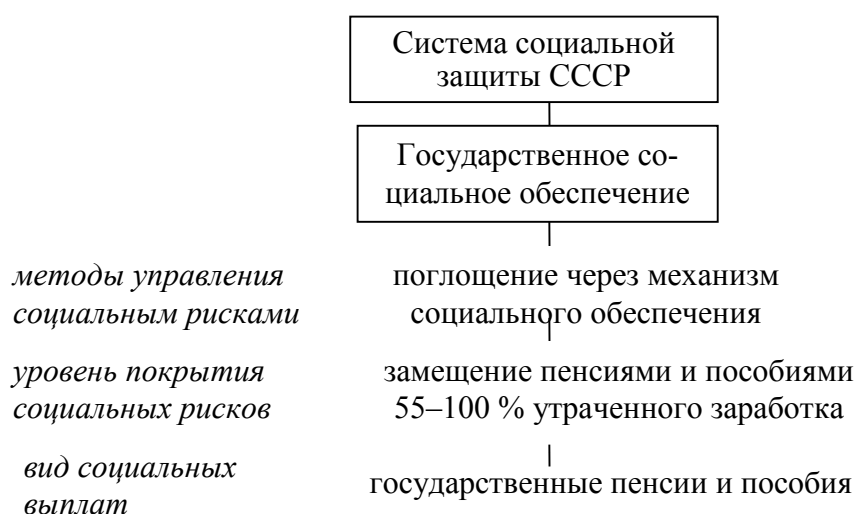 Система социальной
защиты СССР
Государственное со-
циальное обеспечение
методы управления
социальным рисками
поглощение через механизм
социального обеспечения
уровень покрытия
социальных рисков
замещение пенсиями и пособиями
55–100 % утраченного заработка
вид социальных
выплат
государственные пенсии и пособия